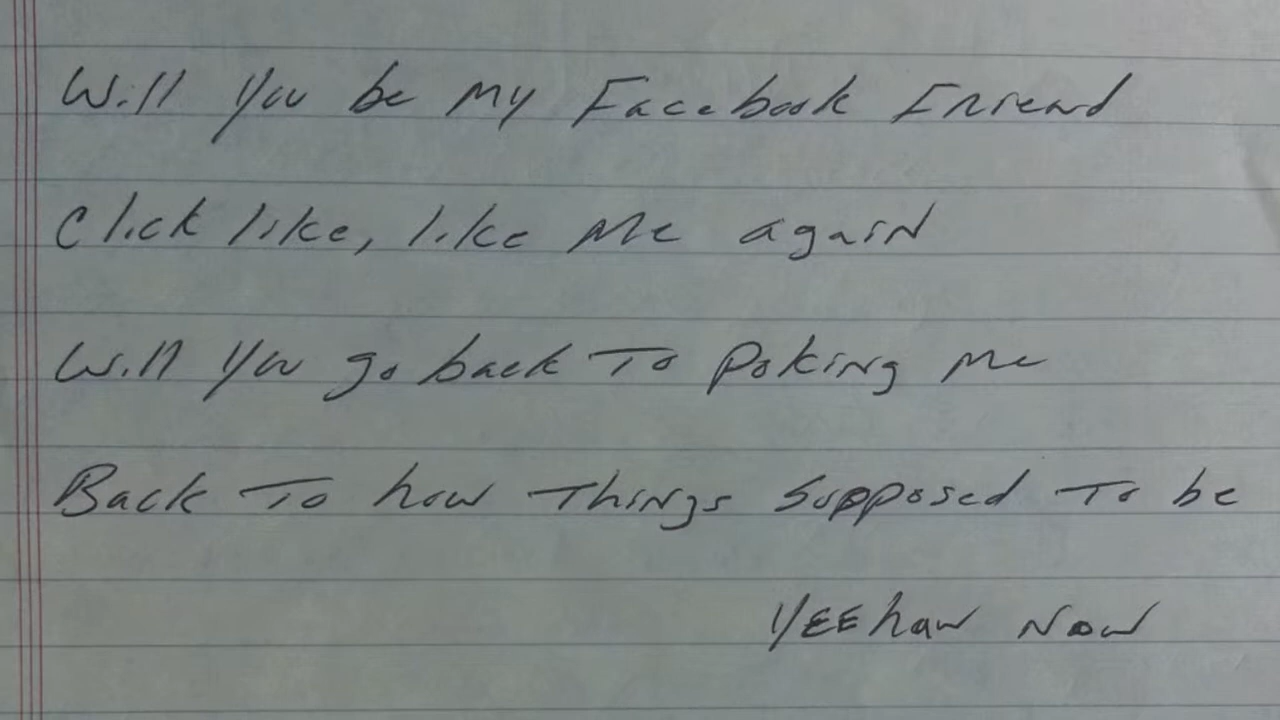 Will you be my Facebook Friend
Click like, like me again
Will you go back To poking me
Back To how Things supposed To be
YEEhaw Now